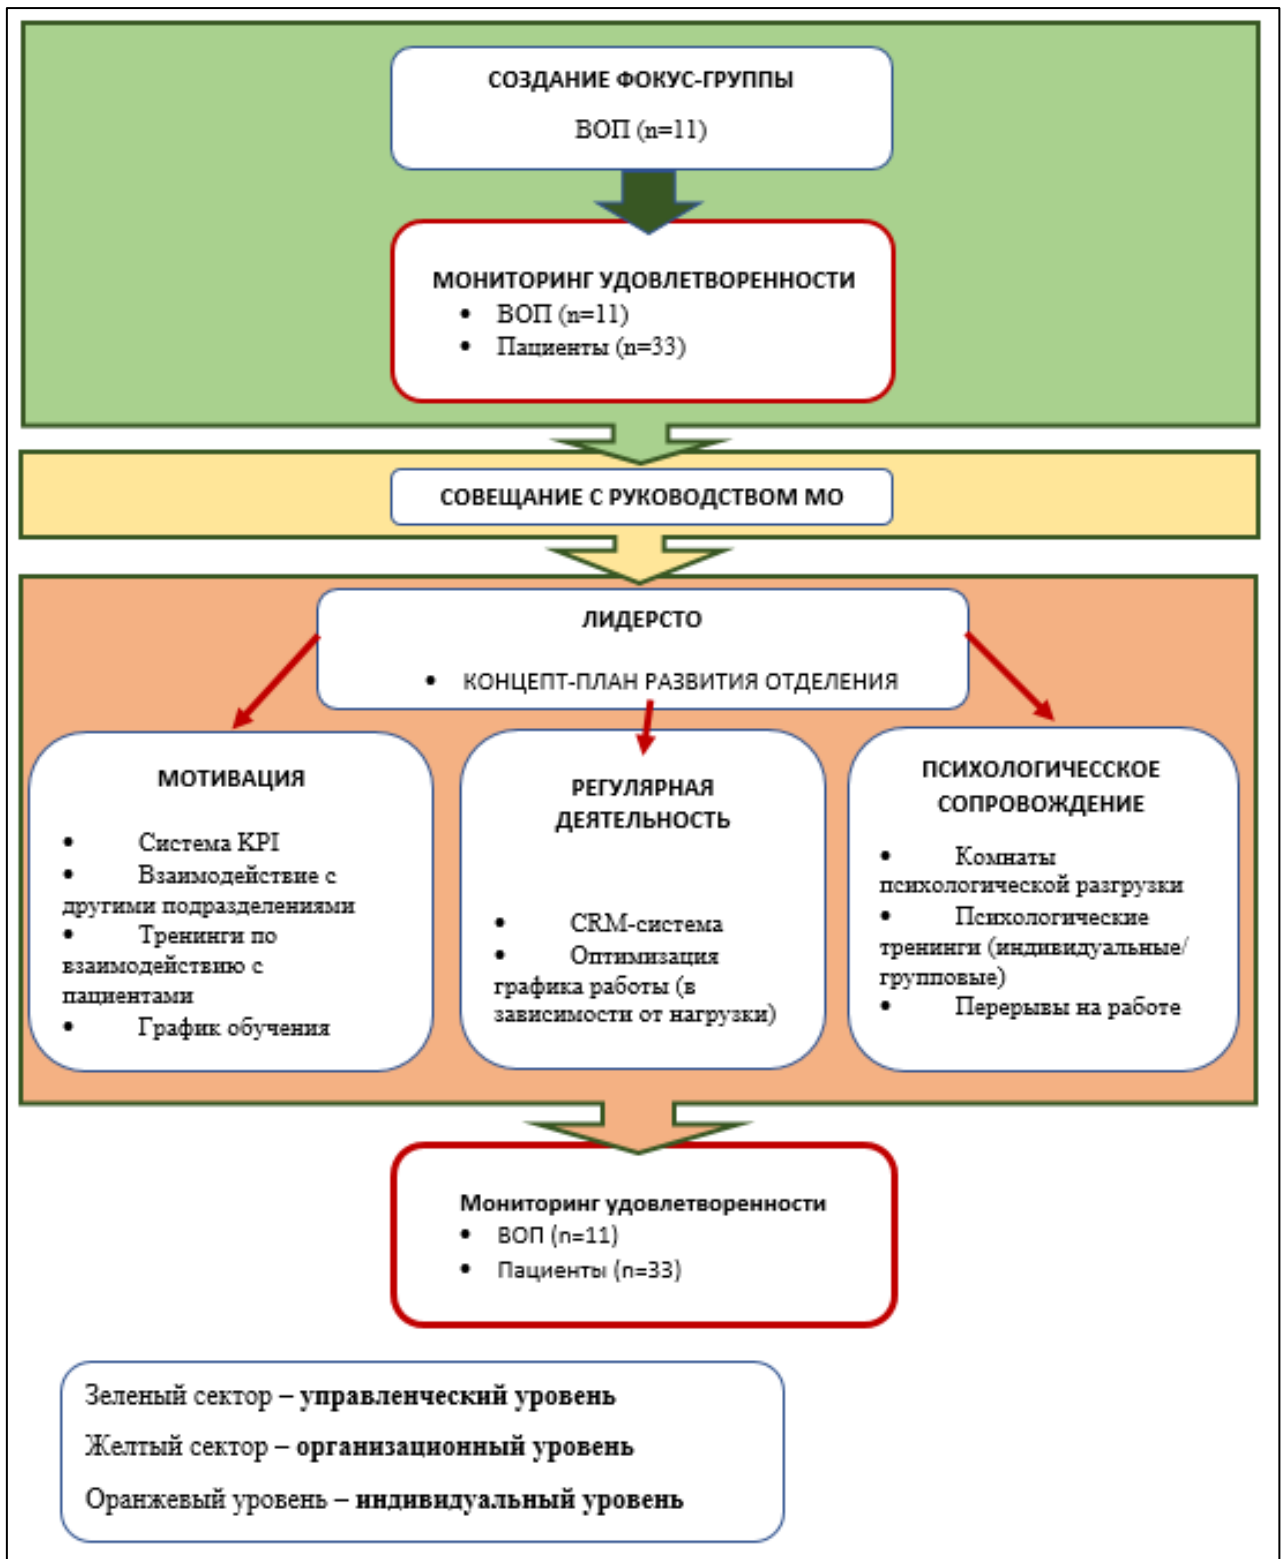 СОЗДАНИЕ ФОКУС-ГРУППЫ
ВОП (n=11)
МОНИТОРИНГ УДОВЛЕТВОРЕННОСТИ
• ВОП (n=11)
• Пациенты (n=33)
СОВЕЩАНИЕ С РУКОВОДСТВОМ МО
ЛИДЕРСТО
• КОНЦЕПТ-ПЛАН РАЗВИТИЯ ОТДЕЛЕНИЯ
МОТИВАЦИЯ
• Система KPI
• Взаимодействие с
другими подразделениями
• Тренинги по
взаимодействию с
пациентами
• График обучения
РЕГУЛЯРНАЯ
ДЕЯТЕЛЬНОСТЬ
• CRM-система
• Оптимизация
графика работы (в
зависимости от нагрузки)
ПСИХОЛОГИЧЕССКОЕ
СОПРОВОЖДЕНИЕ
• Комнаты
психологической разгрузки
• Психологические
тренинги (индивидуальные/
групповые)
• Перерывы на работе
Мониторинг удовлетворенности
• ВОП (n=11)
• Пациенты (n=33)
Зеленый сектор – управленческий уровень
Желтый сектор – организационный уровень
Оранжевый уровень – индивидуальный уровень